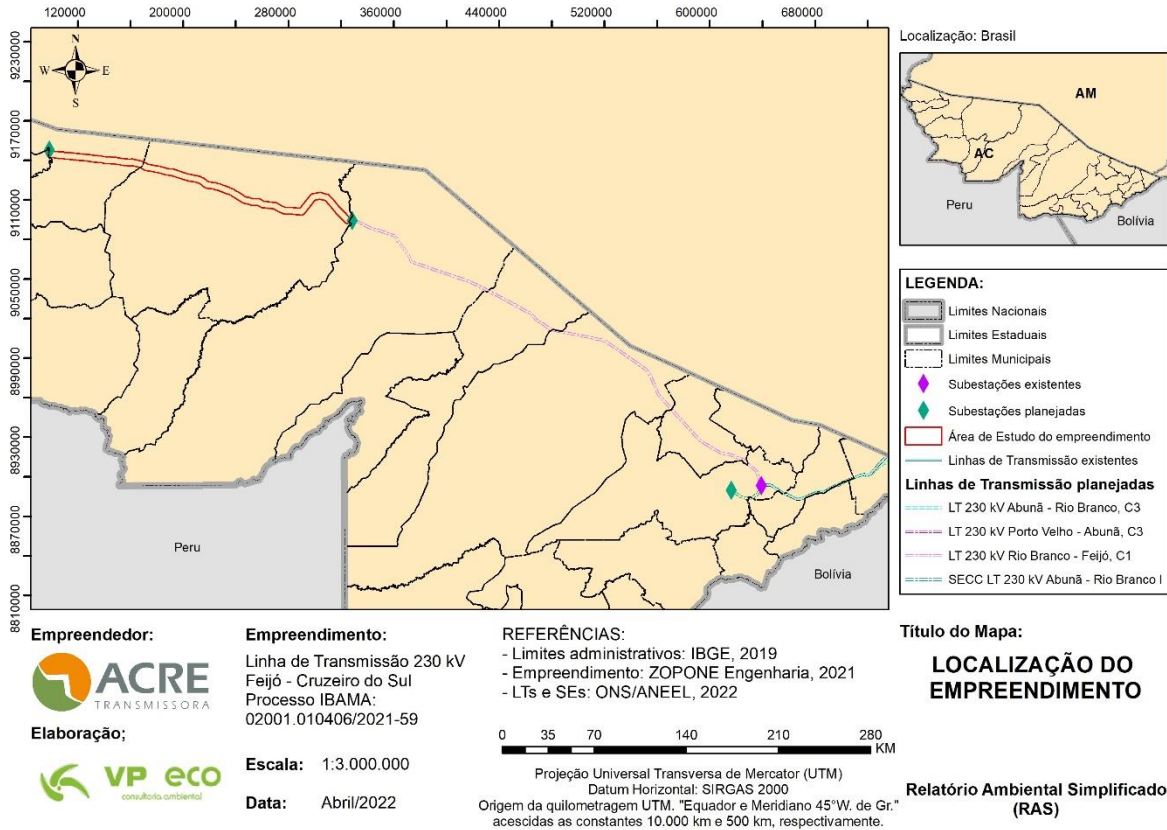 120000 200000 280000 360000 440000 520000 600000 680000
9230000
9170000
9110000
9050000
8990000
8930000
8870000
8810000
N
W E
S
Peru
Bolívia
Localização: Brasil
AM
AC
Peru
Bolívia
LEGENDA:
Limites Nacionais
Limites Estaduais
Limites Municipais
Subestações existentes
Subestações planejadas
Área de Estudo do empreendimento
Linhas de Transmissão existentes
Linhas de Transmissão planejadas
LT 230 kV Abunã - Rio Branco, C3
LT 230 kV Porto Velho - Abunã, C3
LT 230 kV Rio Branco - Feijó, C1
SECC LT 230 kV Abunã - Rio Branco I
Empreendedor:
ACRE
TRANSMISSORA
Elaboração;
VP eco
consultoria ambiental
Empreendimento:
Linha de Transmissão 230 kV
Feijó - Cruzeiro do Sul
Processo IBAMA:
02001.010406/2021-59
Escala: 1:3.000.000
Data: Abril/2022
REFERÊNCIAS:
- Limites administrativos: IBGE, 2019
- Empreendimento: ZOPONE Engenharia, 2021
- LTs e SEs: ONS/ANEEL, 2022
0 35 70 140 210 280
KM
Projeção Universal Transversa de Mercator (UTM)
Datum Horizontal: SIRGAS 2000
Origem da quilometragem UTM. "Equador e Meridiano 45°W. de Gr."
acescidas as constantes 10.000 km e 500 km, respectivamente.
Título do Mapa:
LOCALIZAÇÃO DO
EMPREENDIMENTO
Relatório Ambiental Simplificado
(RAS)